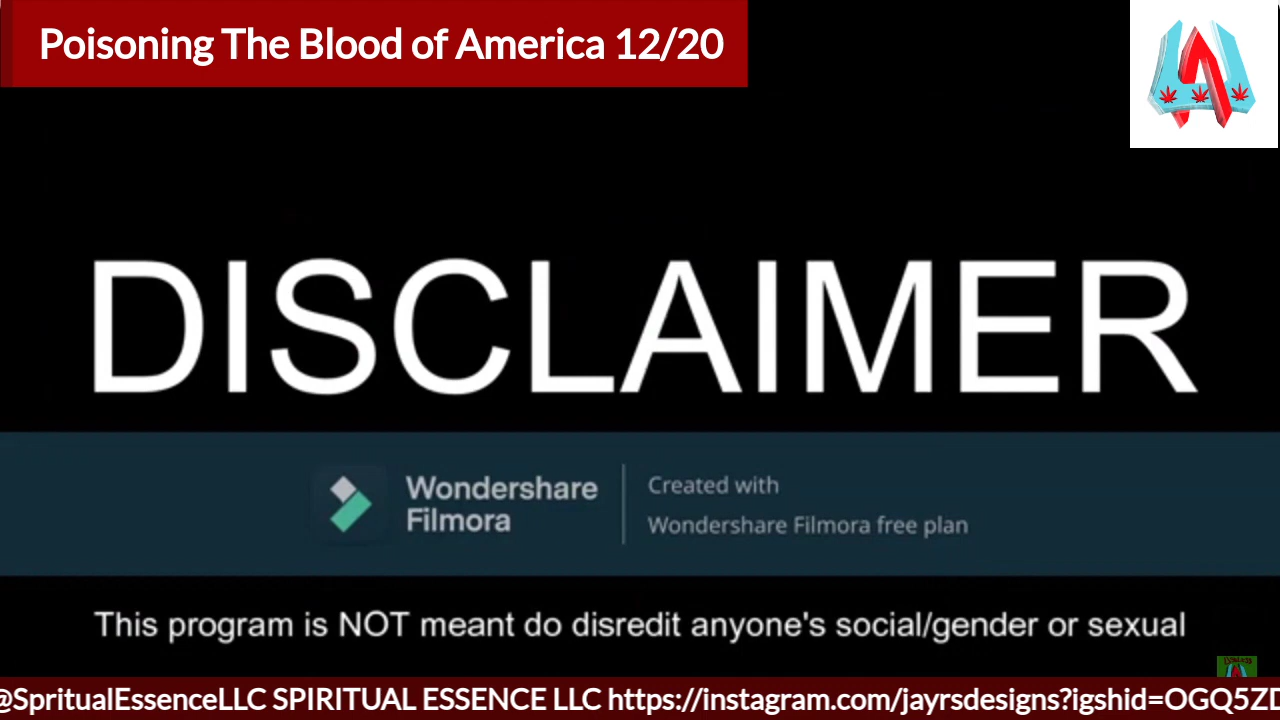 Poisoning The Blood of America 12/20
DISCLAIMER
Wondershare
Filmora
Created with
Wondershare Filmora free plan
This program is NOT meant do disredit anyone's social/gender or sexual
@SpritualEssenceLLC SPIRITUAL ESSENCE LLC https://instagram.com/jayrsdesigns?igshid=OGQ5ZD